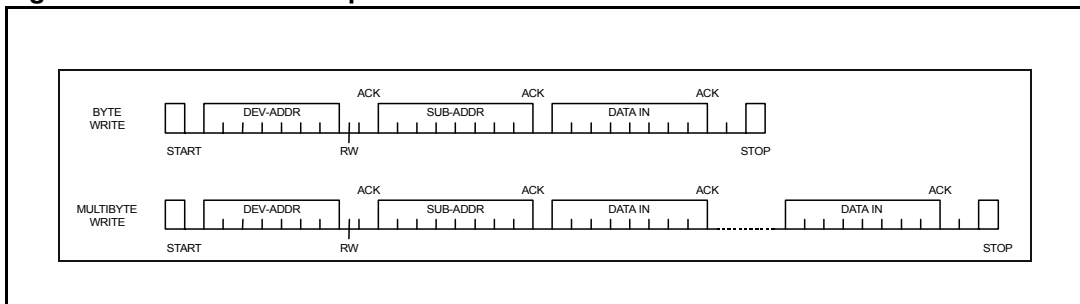 ACK ACK ACK
BYTE WRITE DEV-ADDR SUB-ADDR DATA IN
START RW STOP
ACK ACK ACK ACK
MULTIBYTE WRITE DEV-ADDR SUB-ADDR DATA IN DATA IN
START RW STOP